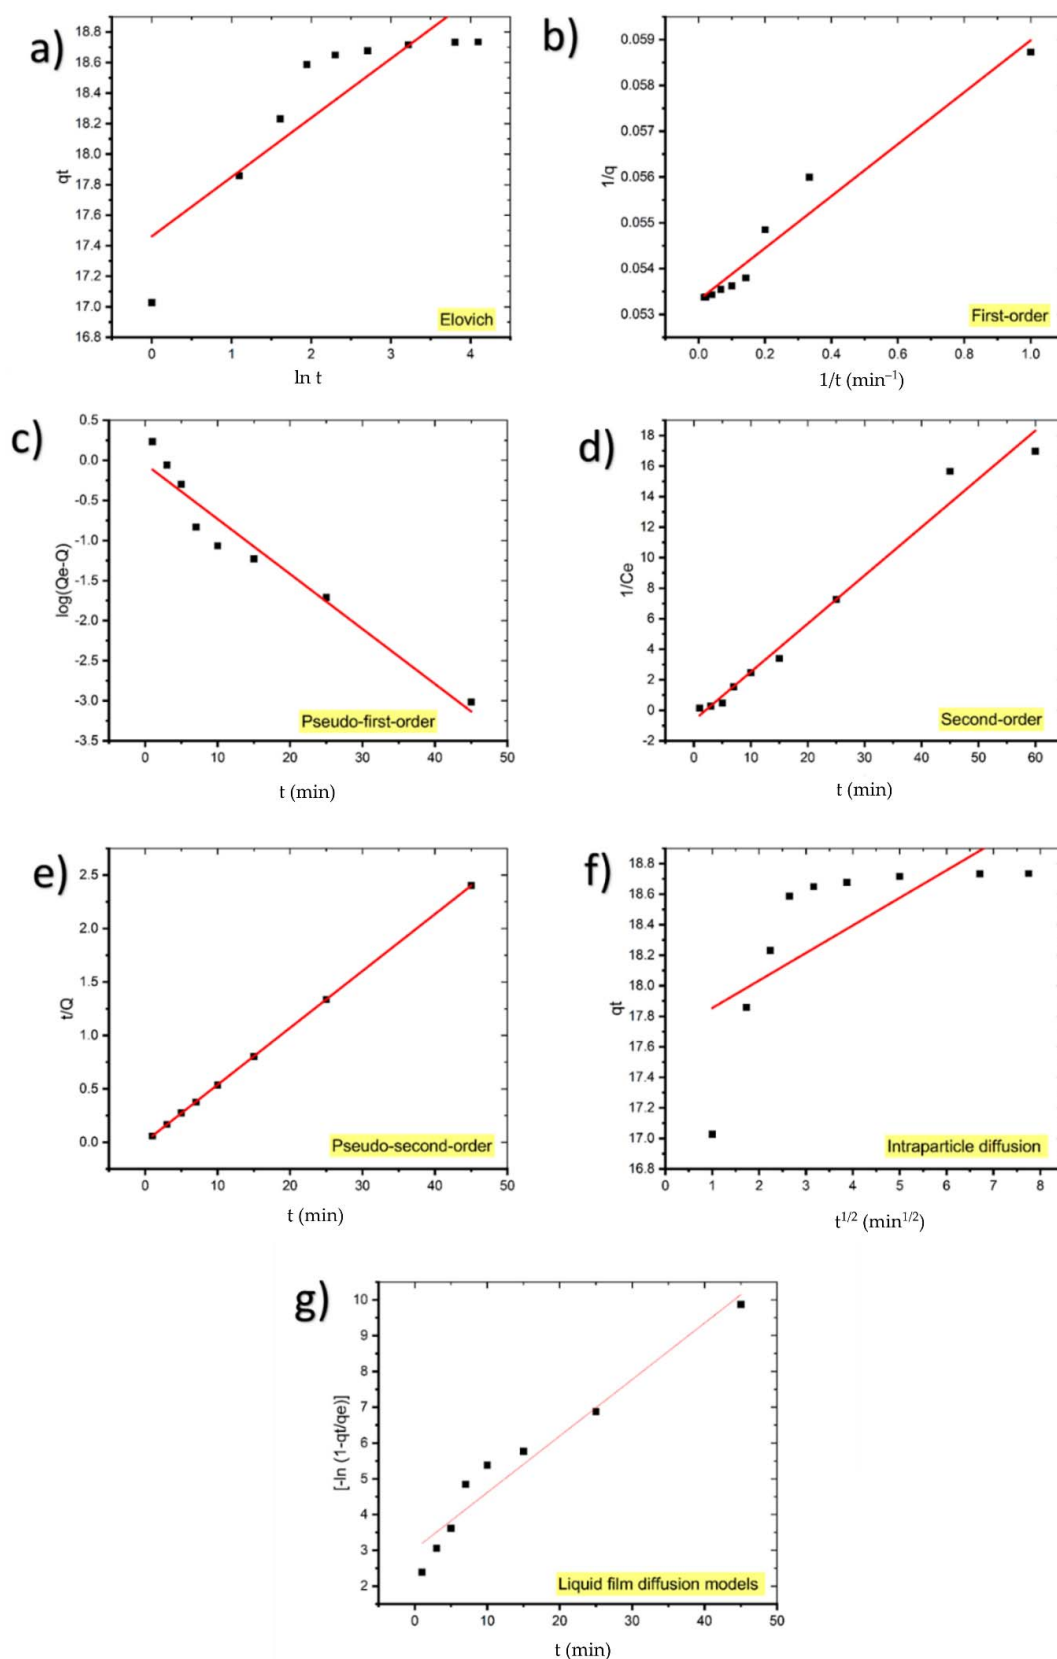 a)
18.8
18.6
18.4
18.2
18.0
17.8
17.6
17.4
17.2
17.0
16.8
qt
0 1 2 3 4
ln t
Elovich
b)
0.059
0.058
0.057
0.056
0.055
0.054
0.053
1/q
0.0 0.2 0.4 0.6 0.8 1.0
1/t (min⁻¹)
First-order
c)
0.5
0.0
-0.5
-1.0
-1.5
-2.0
-2.5
-3.0
-3.5
log(Qe-Q)
0 10 20 30 40 50
t (min)
Pseudo-first-order
d)
18
16
14
12
10
8
6
4
2
0
-2
1/Ce
0 10 20 30 40 50 60
t (min)
Second-order
e)
2.5
2.0
1.5
1.0
0.5
0.0
t/Q
0 10 20 30 40 50
t (min)
Pseudo-second-order
f)
18.8
18.6
18.4
18.2
18.0
17.8
17.6
17.4
17.2
17.0
16.8
qt
0 1 2 3 4 5 6 7 8
t¹ᐟ² (min¹ᐟ²)
Intraparticle diffusion
g)
10
9
8
7
6
5
4
3
2
[-ln (1-qt/qe)]
0 10 20 30 40 50
t (min)
Liquid film diffusion models